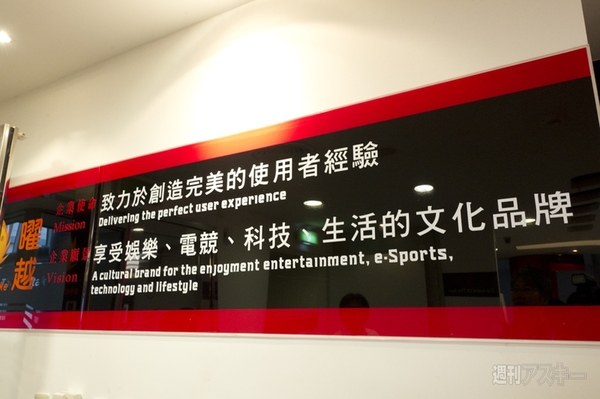 企業使命 致力於創造完美的使用者經驗
Mission Delivering the perfect user experience
曜越
企業願景 享受娛樂、電競、科技、生活的文化品牌
Vision A cultural brand for the enjoyment entertainment, e-Sports,
technology and lifestyle
週刊アスキー